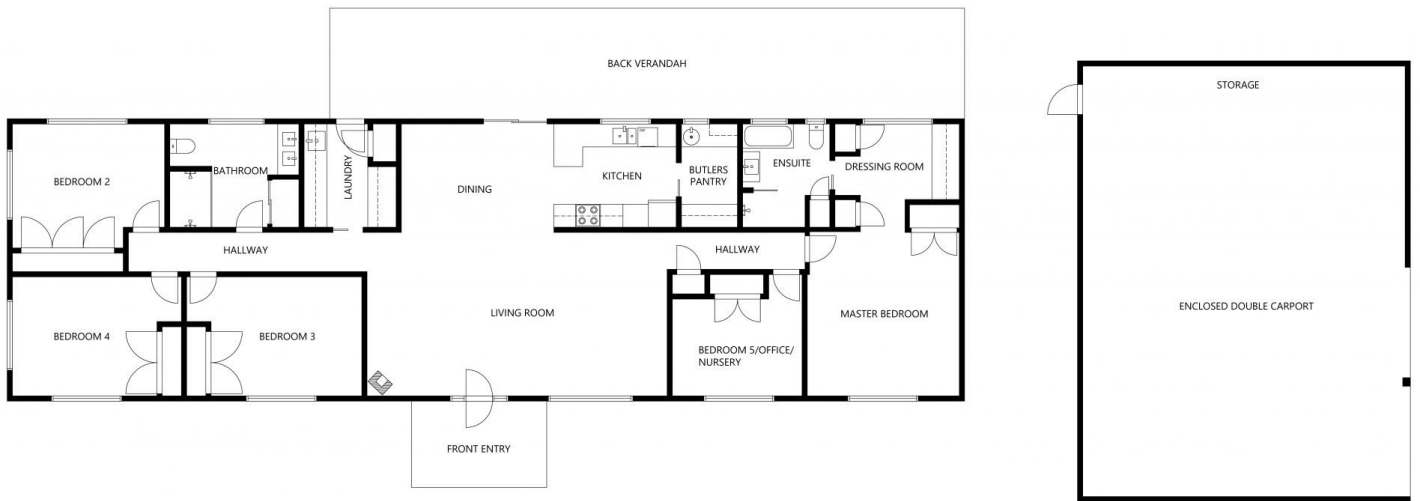 BACK VERANDAH
STORAGE
BEDROOM 2
BATHROOM
LAUNDRY
DINING
KITCHEN
BUTLERS
PANTRY
ENSUITE
DRESSING ROOM
HALLWAY
HALLWAY
BEDROOM 4
BEDROOM 3
LIVING ROOM
BEDROOM 5/OFFICE/
NURSERY
MASTER BEDROOM
ENCLOSED DOUBLE CARPORT
FRONT ENTRY